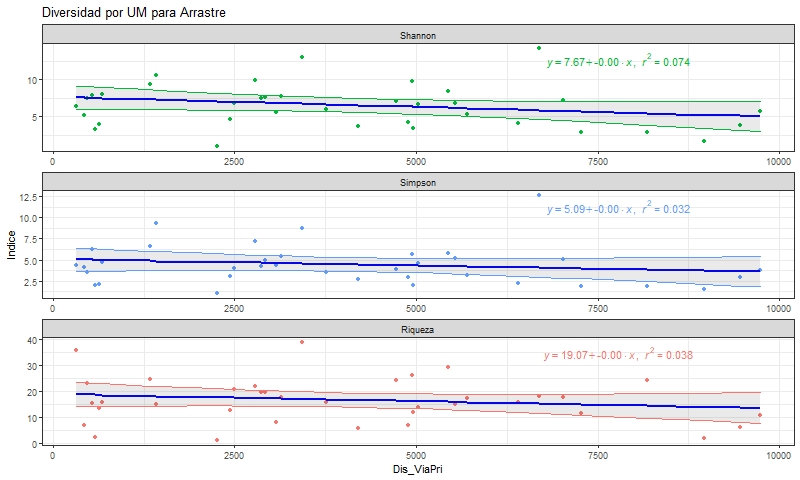 Diversidad por UM para Arrastre
Shannon
y = 7.67+ -0.00 · x, r² = 0.074
10
5
0 2500 5000 7500 10000
Simpson
y = 5.09+ -0.00 · x, r² = 0.032
12.5
10.0
7.5
5.0
2.5
0 2500 5000 7500 10000
Indice
Riqueza
y = 19.07+ -0.00 · x, r² = 0.038
40
30
20
10
0
0 2500 5000 7500 10000
Dis_ViaPri